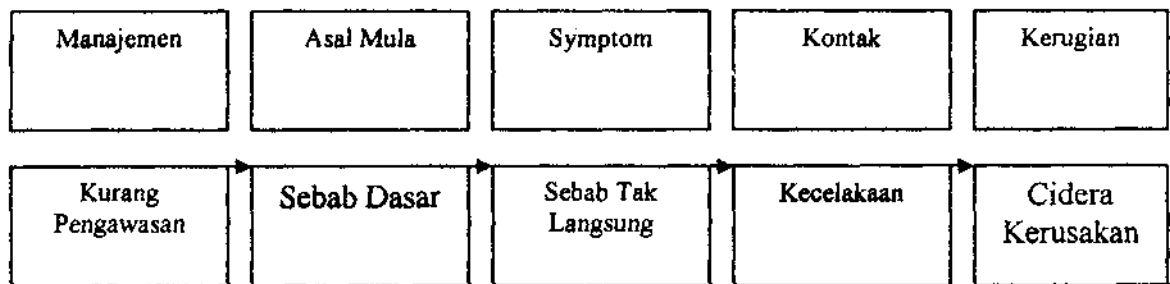 Manajemen
Asal Mula
Symptom
Kontak
Kerugian
Kurang
Pengawasan
Sebab Dasar
Sebab Tak
Langsung
Kecelakaan
Cidera
Kerusakan